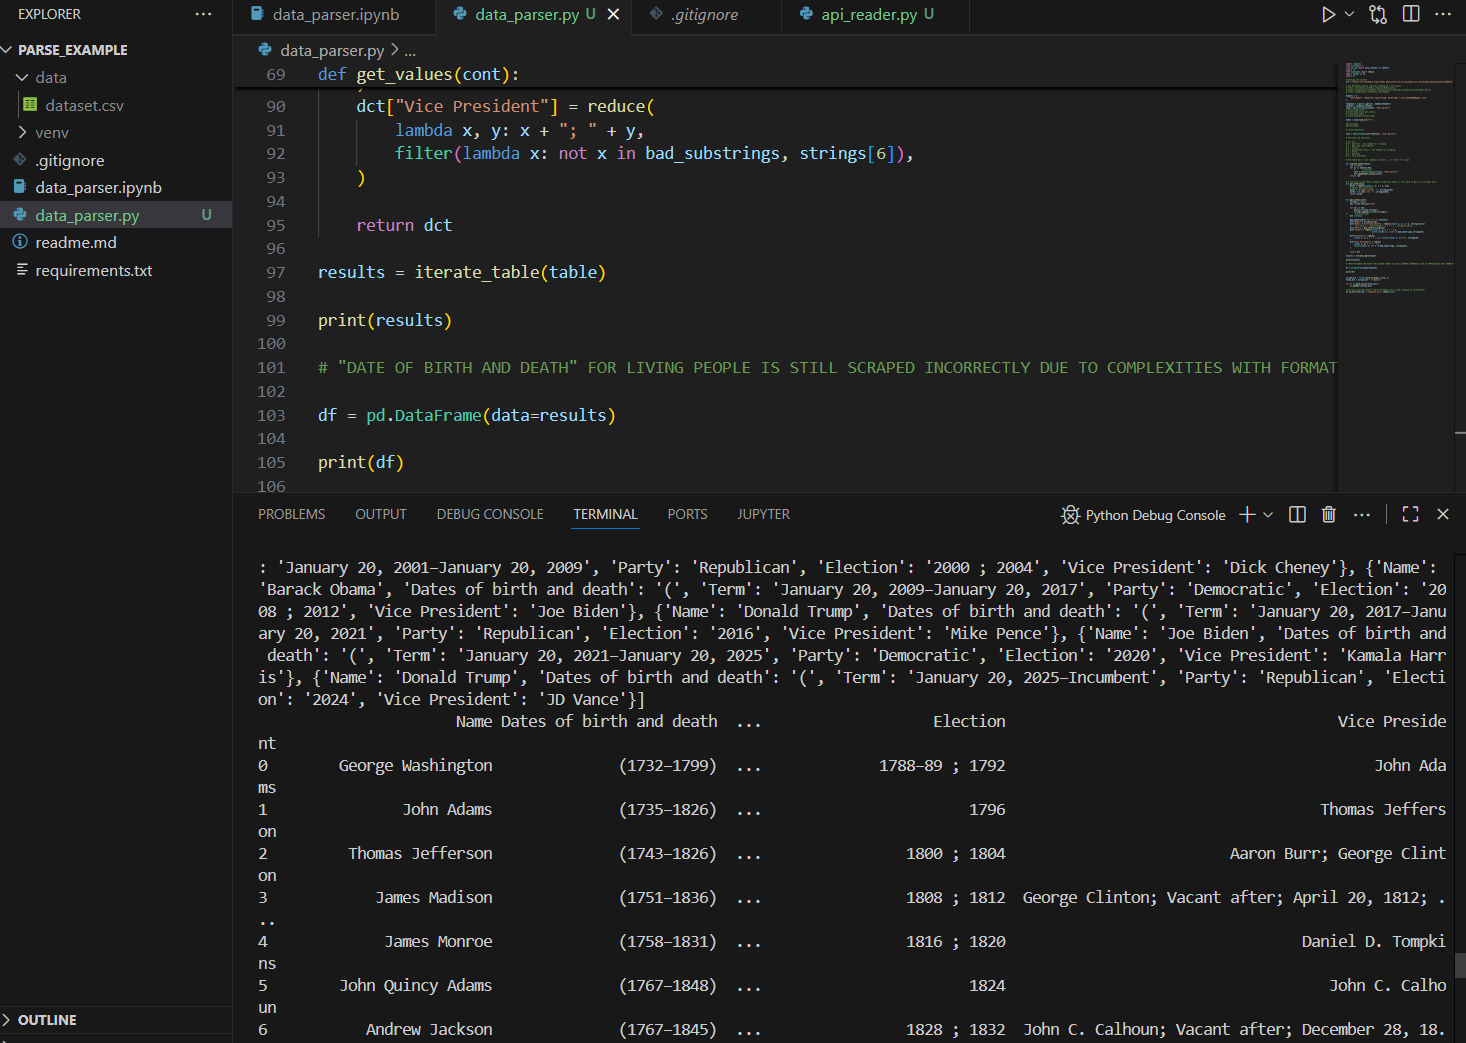 EXPLORER
PARSE_EXAMPLE
data
dataset.csv
venv
.gitignore
data_parser.ipynb
data_parser.py U
readme.md
requirements.txt
OUTLINE
data_parser.ipynb data_parser.py U .gitignore api_reader.py U
data_parser.py > ...
69 def get_values(cont):
90 dct["Vice President"] = reduce(
91 lambda x, y: x + "; " + y,
92 filter(lambda x: not x in bad_substrings, strings[6]),
93 )
94
95 return dct
96
97 results = iterate_table(table)
98
99 print(results)
100
101 # "DATE OF BIRTH AND DEATH" FOR LIVING PEOPLE IS STILL SCRAPED INCORRECTLY DUE TO COMPLEXITIES WITH FORMAT
102
103 df = pd.DataFrame(data=results)
104
105 print(df)
106
PROBLEMS OUTPUT DEBUG CONSOLE TERMINAL PORTS JUPYTER
Python Debug Console
: 'January 20, 2001–January 20, 2009', 'Party': 'Republican', 'Election': '2000 ; 2004', 'Vice President': 'Dick Cheney'}, {'Name':
'Barack Obama', 'Dates of birth and death': '(', 'Term': 'January 20, 2009–January 20, 2017', 'Party': 'Democratic', 'Election': '20
08 ; 2012', 'Vice President': 'Joe Biden'}, {'Name': 'Donald Trump', 'Dates of birth and death': '(', 'Term': 'January 20, 2017–Janu
ary 20, 2021', 'Party': 'Republican', 'Election': '2016', 'Vice President': 'Mike Pence'}, {'Name': 'Joe Biden', 'Dates of birth and
death': '(', 'Term': 'January 20, 2021–January 20, 2025', 'Party': 'Democratic', 'Election': '2020', 'Vice President': 'Kamala Harr
is'}, {'Name': 'Donald Trump', 'Dates of birth and death': '(', 'Term': 'January 20, 2025–Incumbent', 'Party': 'Republican', 'Electi
on': '2024', 'Vice President': 'JD Vance'}]
Name Dates of birth and death ... Election Vice Preside
nt
0 George Washington (1732–1799) ... 1788–89 ; 1792 John Ada
ms
1 John Adams (1735–1826) ... 1796 Thomas Jeffers
on
2 Thomas Jefferson (1743–1826) ... 1800 ; 1804 Aaron Burr; George Clint
on
3 James Madison (1751–1836) ... 1808 ; 1812 George Clinton; Vacant after; April 20, 1812; .
..
4 James Monroe (1758–1831) ... 1816 ; 1820 Daniel D. Tompki
ns
5 John Quincy Adams (1767–1848) ... 1824 John C. Calho
un
6 Andrew Jackson (1767–1845) ... 1828 ; 1832 John C. Calhoun; Vacant after; December 28, 18.